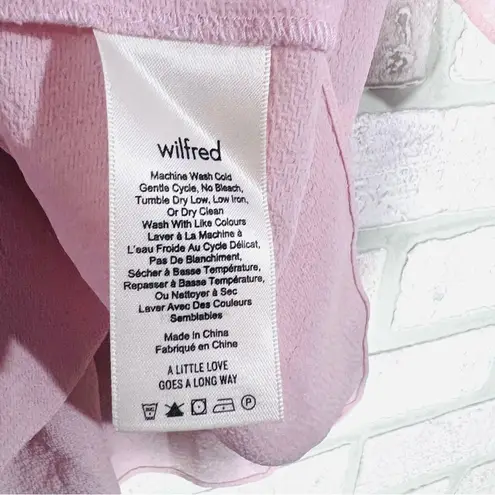 wilfred
Machine Wash Cold
Gentle Cycle, No Bleach,
Tumble Dry Low, Low Iron,
Or Dry Clean
Wash With Like Colours
Laver à La Machine à
L'eau Froide Au Cycle Délicat,
Pas De Blanchiment,
Sécher à Basse Température,
Repasser à Basse Température,
Ou Nettoyer à Sec
Laver Avec Des Couleurs
Semblables
Made in China
Fabriqué en Chine
A LITTLE LOVE
GOES A LONG WAY
P